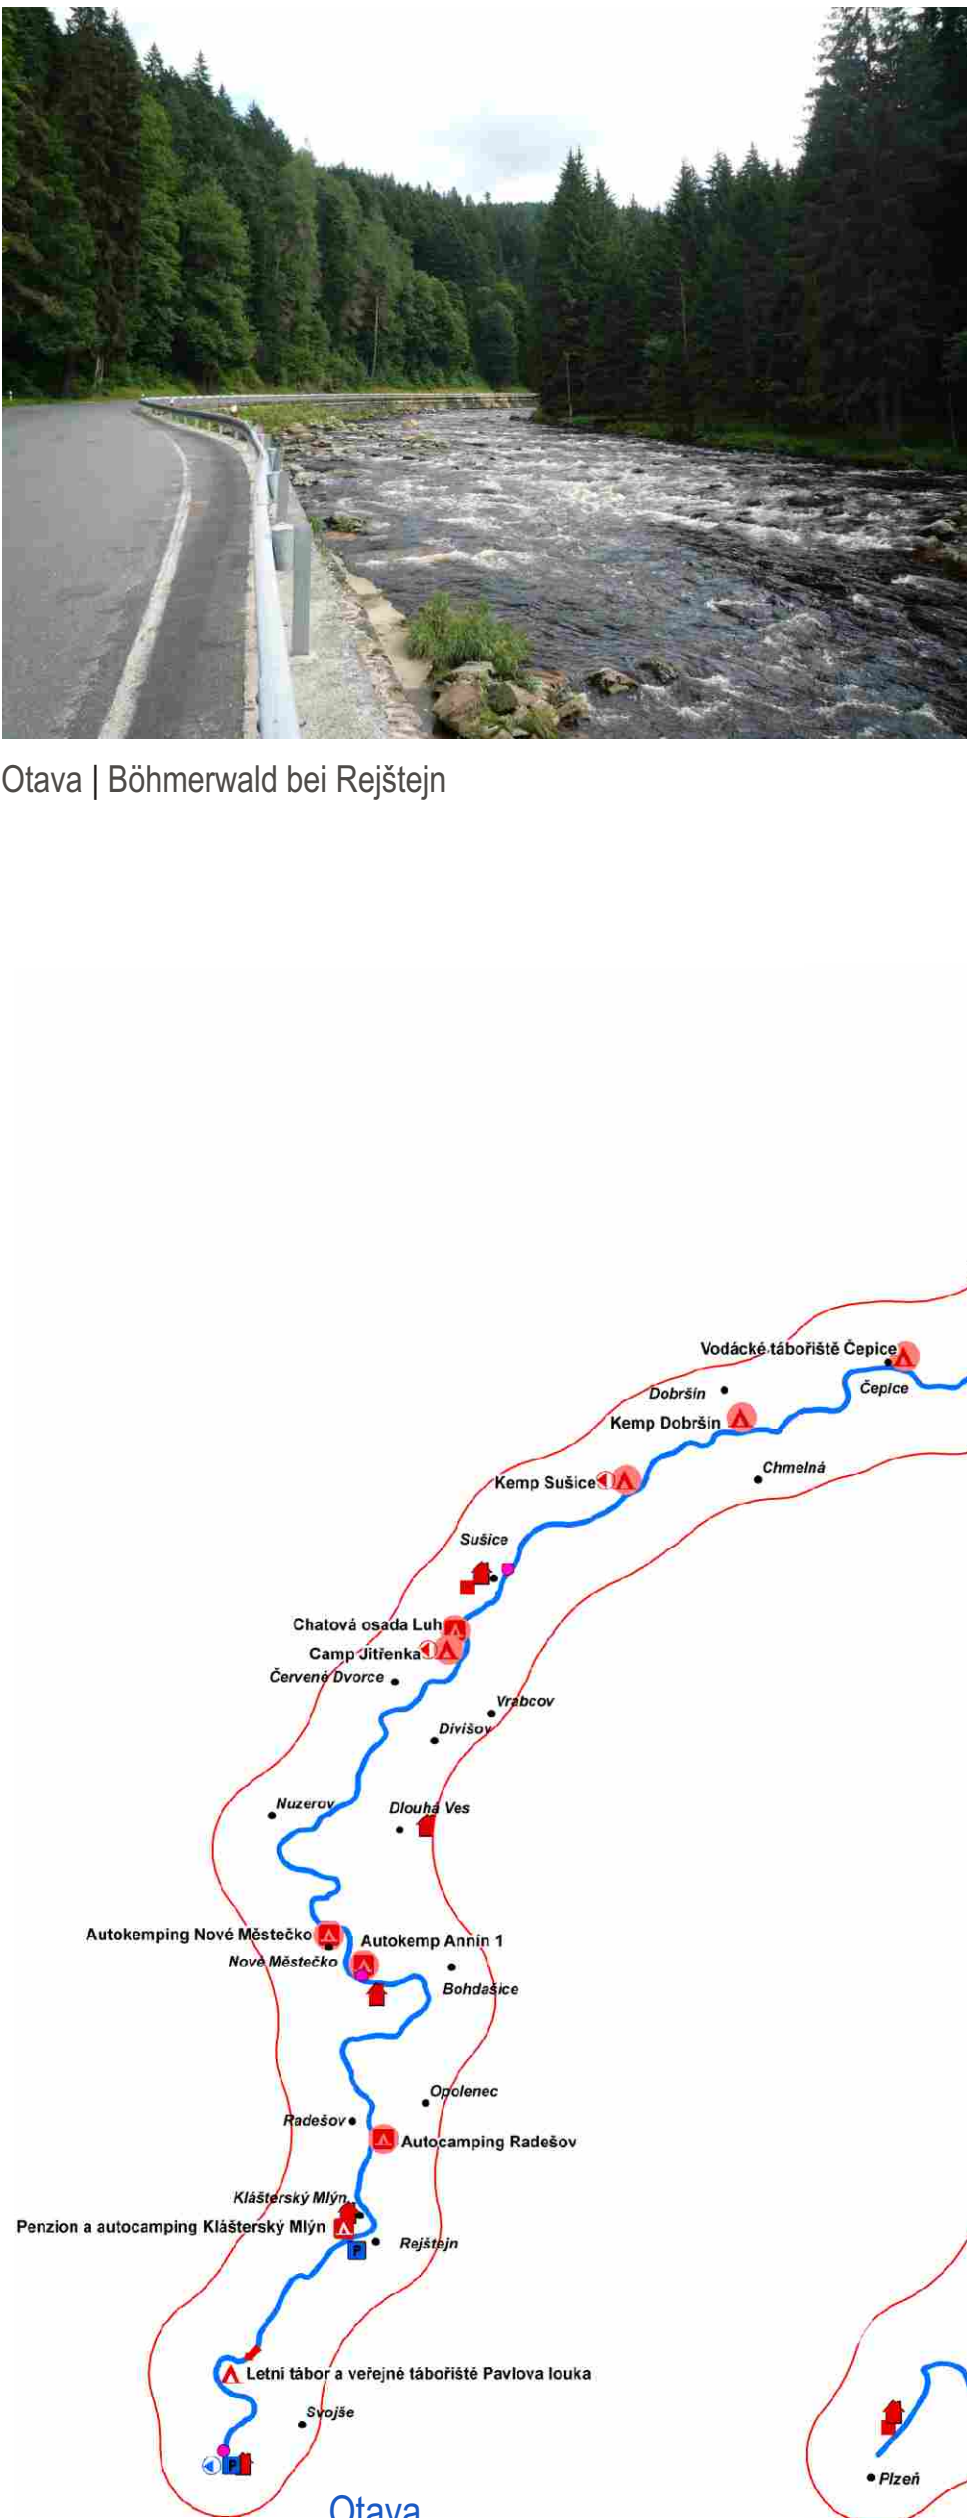 Otava | Böhmerwald bei Rejštejn
Vodácké tábořiště Čepice
Čepice
Dobršín
Kemp Dobršín
Chmelná
Kemp Sušice
Sušice
Chatová osada Luh
Camp Jitřenka
Červené Dvorce
Vrabcov
Divišov
Nuzerov
Dlouhá Ves
Autokemping Nové Městečko
Autokemp Annín 1
Nové Městečko
Bohdašice
Opolenec
Radešov
Autocamping Radešov
Klášterský Mlýn
Penzion a autocamping Klášterský Mlýn
Rejštejn
P
Letní tábor a veřejné tábořiště Pavlova louka
Svojše
P
Plzeň
Otava